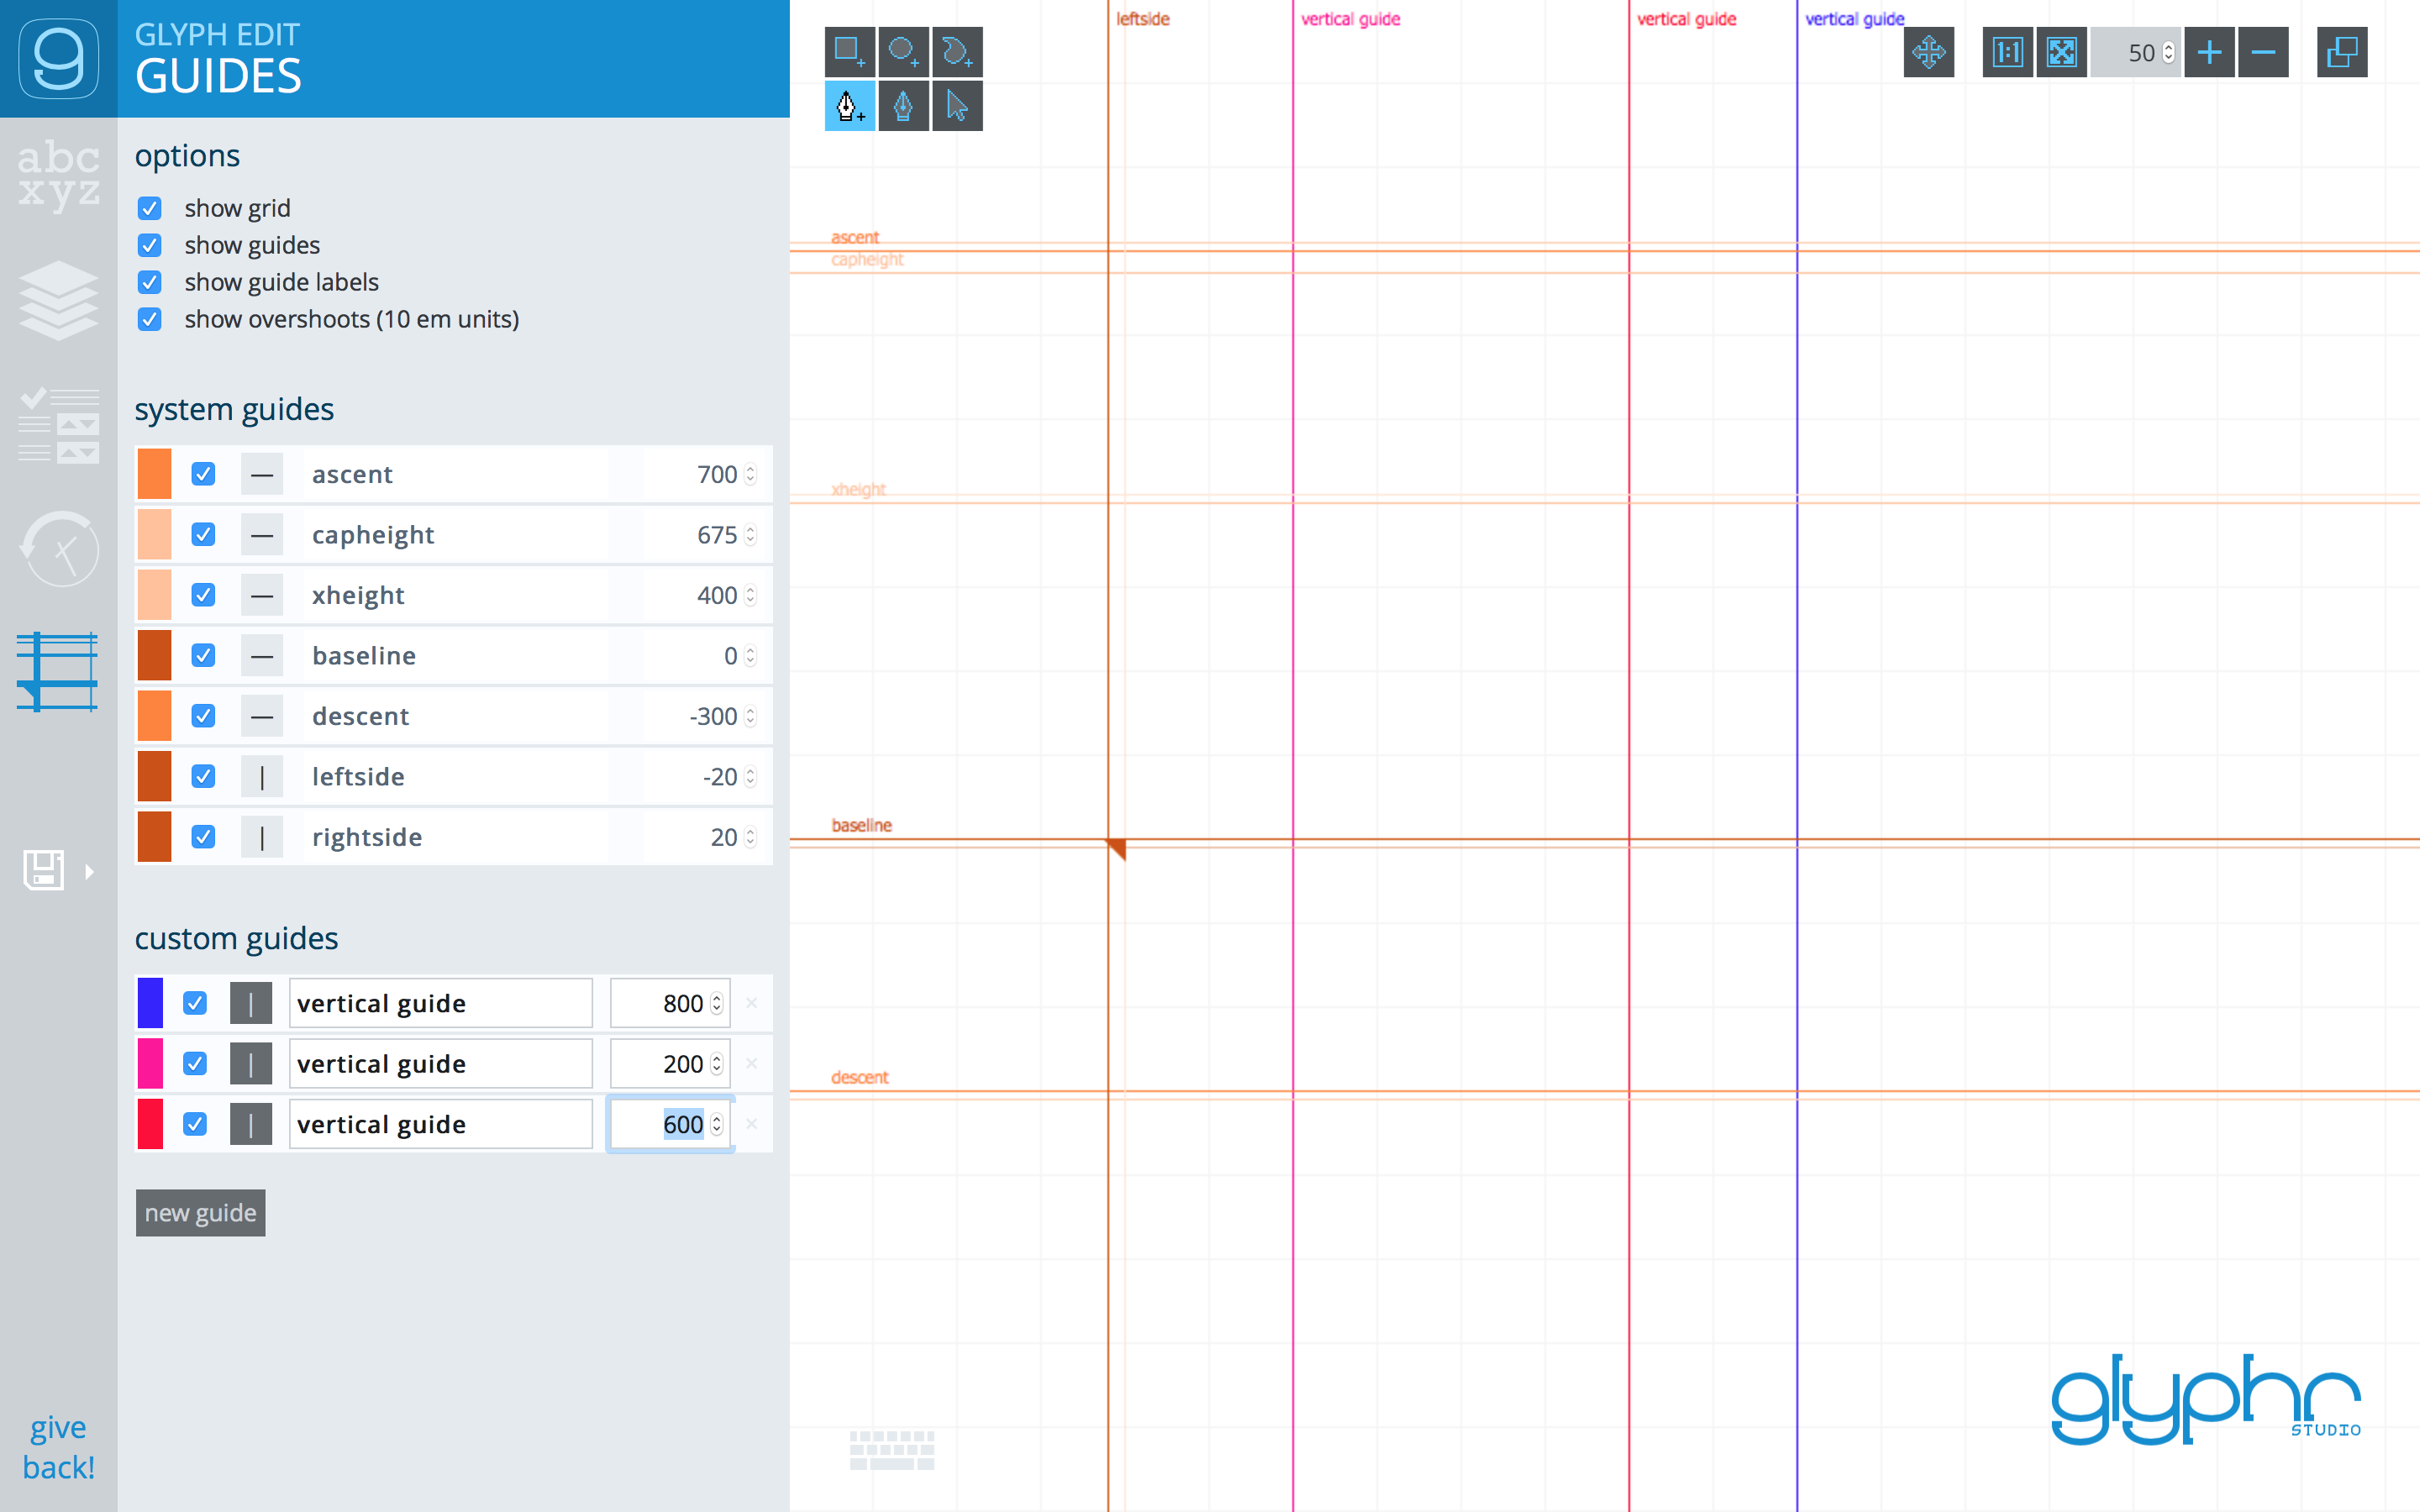 g
GLYPH EDIT
GUIDES
abc
xyz
options
show grid
show guides
show guide labels
show overshoots (10 em units)
system guides
— ascent 700
— capheight 675
— xheight 400
— baseline 0
— descent -300
| leftside -20
| rightside 20
custom guides
| vertical guide 800 ×
| vertical guide 200 ×
| vertical guide 600 ×
new guide
give
back!
leftside
vertical guide
vertical guide
vertical guide
1:1
50
+
−
ascent
capheight
xheight
baseline
descent
glyphr
STUDIO